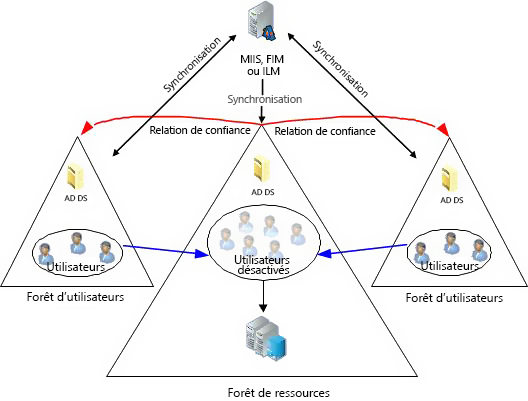 MIIS, FIM
ou ILM
Synchronisation
Synchronisation
Synchronisation
Relation de confiance
Relation de confiance
AD DS
AD DS
AD DS
Utilisateurs
Utilisateurs
désactivés
Utilisateurs
Forêt d'utilisateurs
Forêt d'utilisateurs
Forêt de ressources